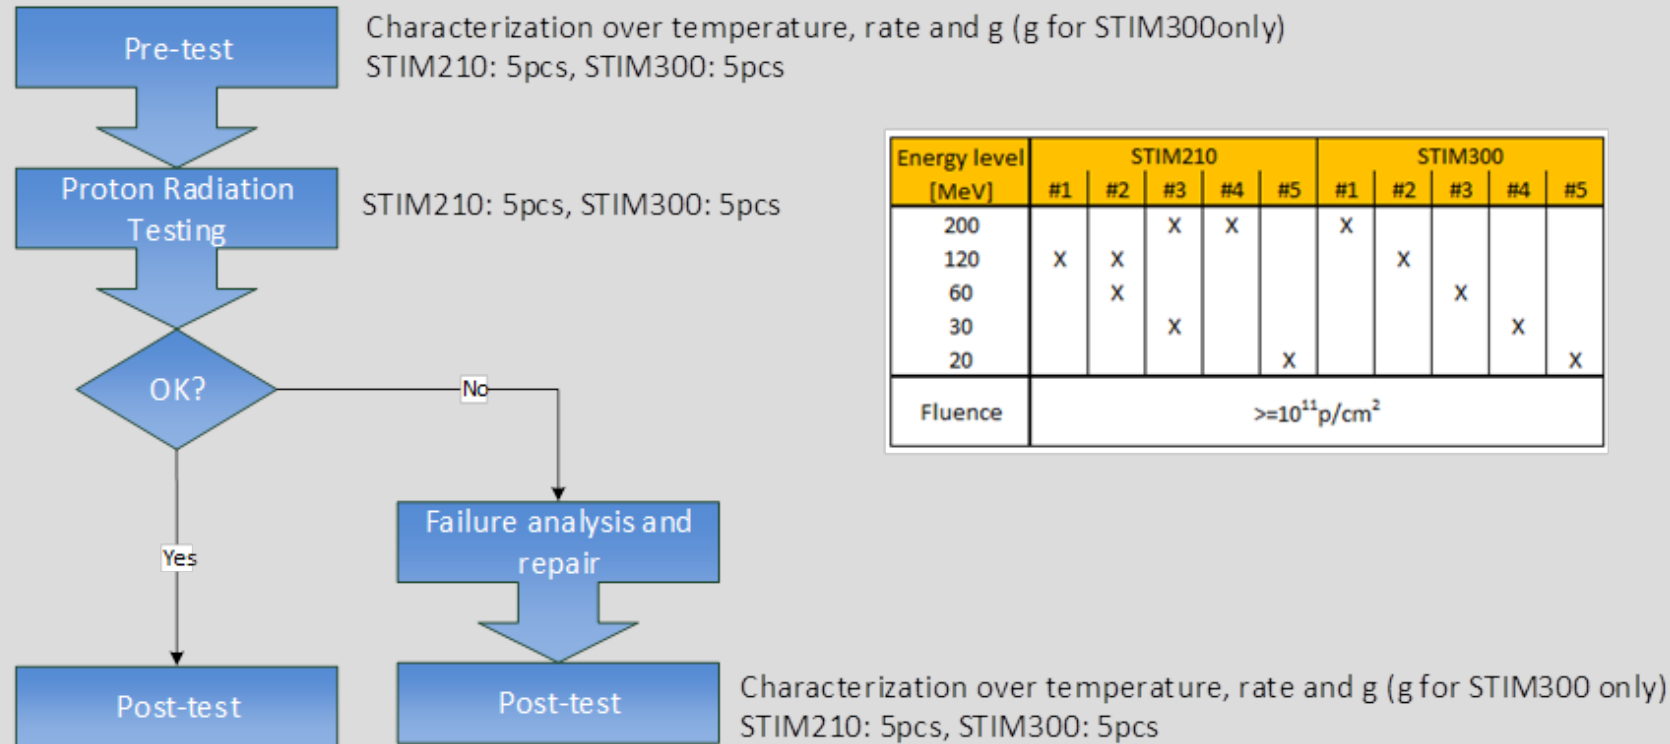 Pre-test
Characterization over temperature, rate and g (g for STIM300only)
STIM210: 5pcs, STIM300: 5pcs
Proton Radiation
Testing
STIM210: 5pcs, STIM300: 5pcs
Energy level
[MeV]
STIM210 STIM300
#1 #2 #3 #4 #5 #1 #2 #3 #4 #5
200 X X X
120 X X X
60 X X
30 X X
20 X X
Fluence >=10¹¹p/cm²
OK?
No
Yes
Failure analysis and
repair
Post-test
Post-test
Characterization over temperature, rate and g (g for STIM300 only)
STIM210: 5pcs, STIM300: 5pcs